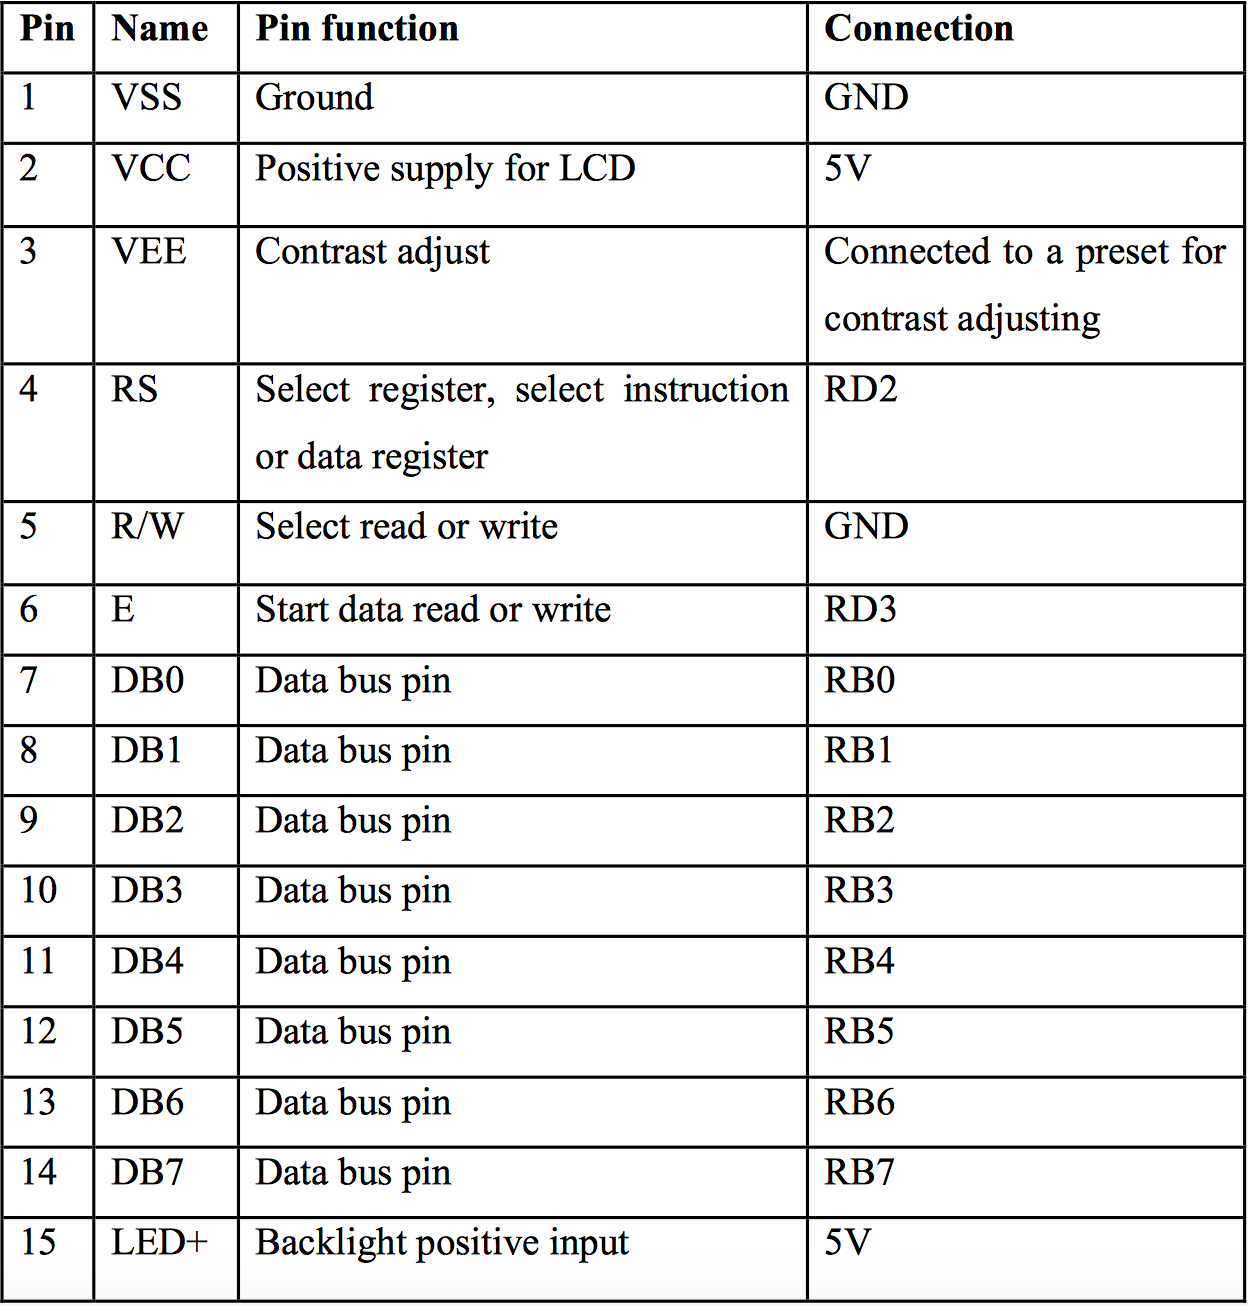 Pin Name Pin function Connection
1 VSS Ground GND
2 VCC Positive supply for LCD 5V
3 VEE Contrast adjust Connected to a preset for
contrast adjusting
4 RS Select register, select instruction RD2
or data register
5 R/W Select read or write GND
6 E Start data read or write RD3
7 DB0 Data bus pin RB0
8 DB1 Data bus pin RB1
9 DB2 Data bus pin RB2
10 DB3 Data bus pin RB3
11 DB4 Data bus pin RB4
12 DB5 Data bus pin RB5
13 DB6 Data bus pin RB6
14 DB7 Data bus pin RB7
15 LED+ Backlight positive input 5V